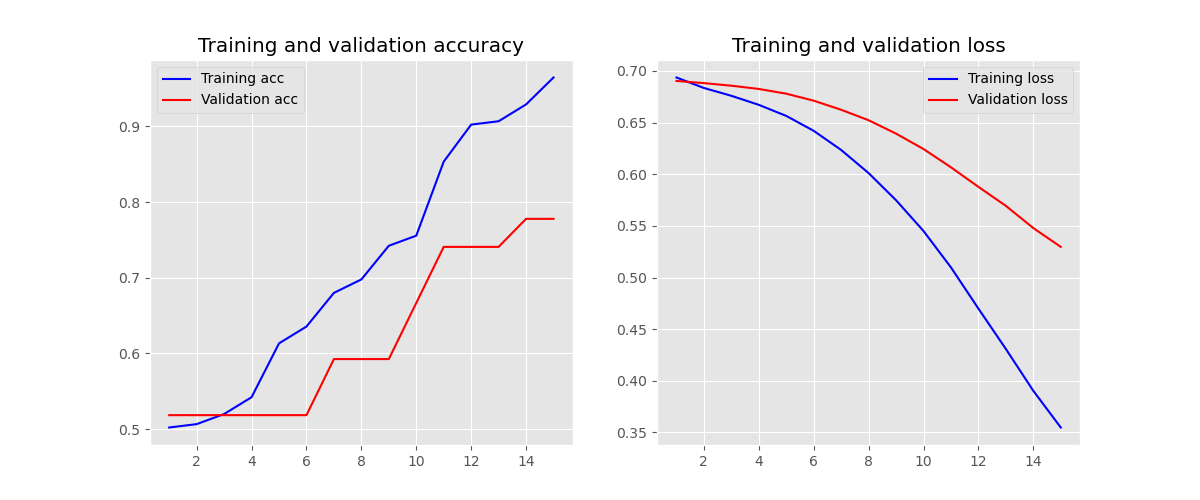 Training and validation accuracy
Training acc
Validation acc
0.9
0.8
0.7
0.6
0.5
2 4 6 8 10 12 14
Training and validation loss
Training loss
Validation loss
0.70
0.65
0.60
0.55
0.50
0.45
0.40
0.35
2 4 6 8 10 12 14